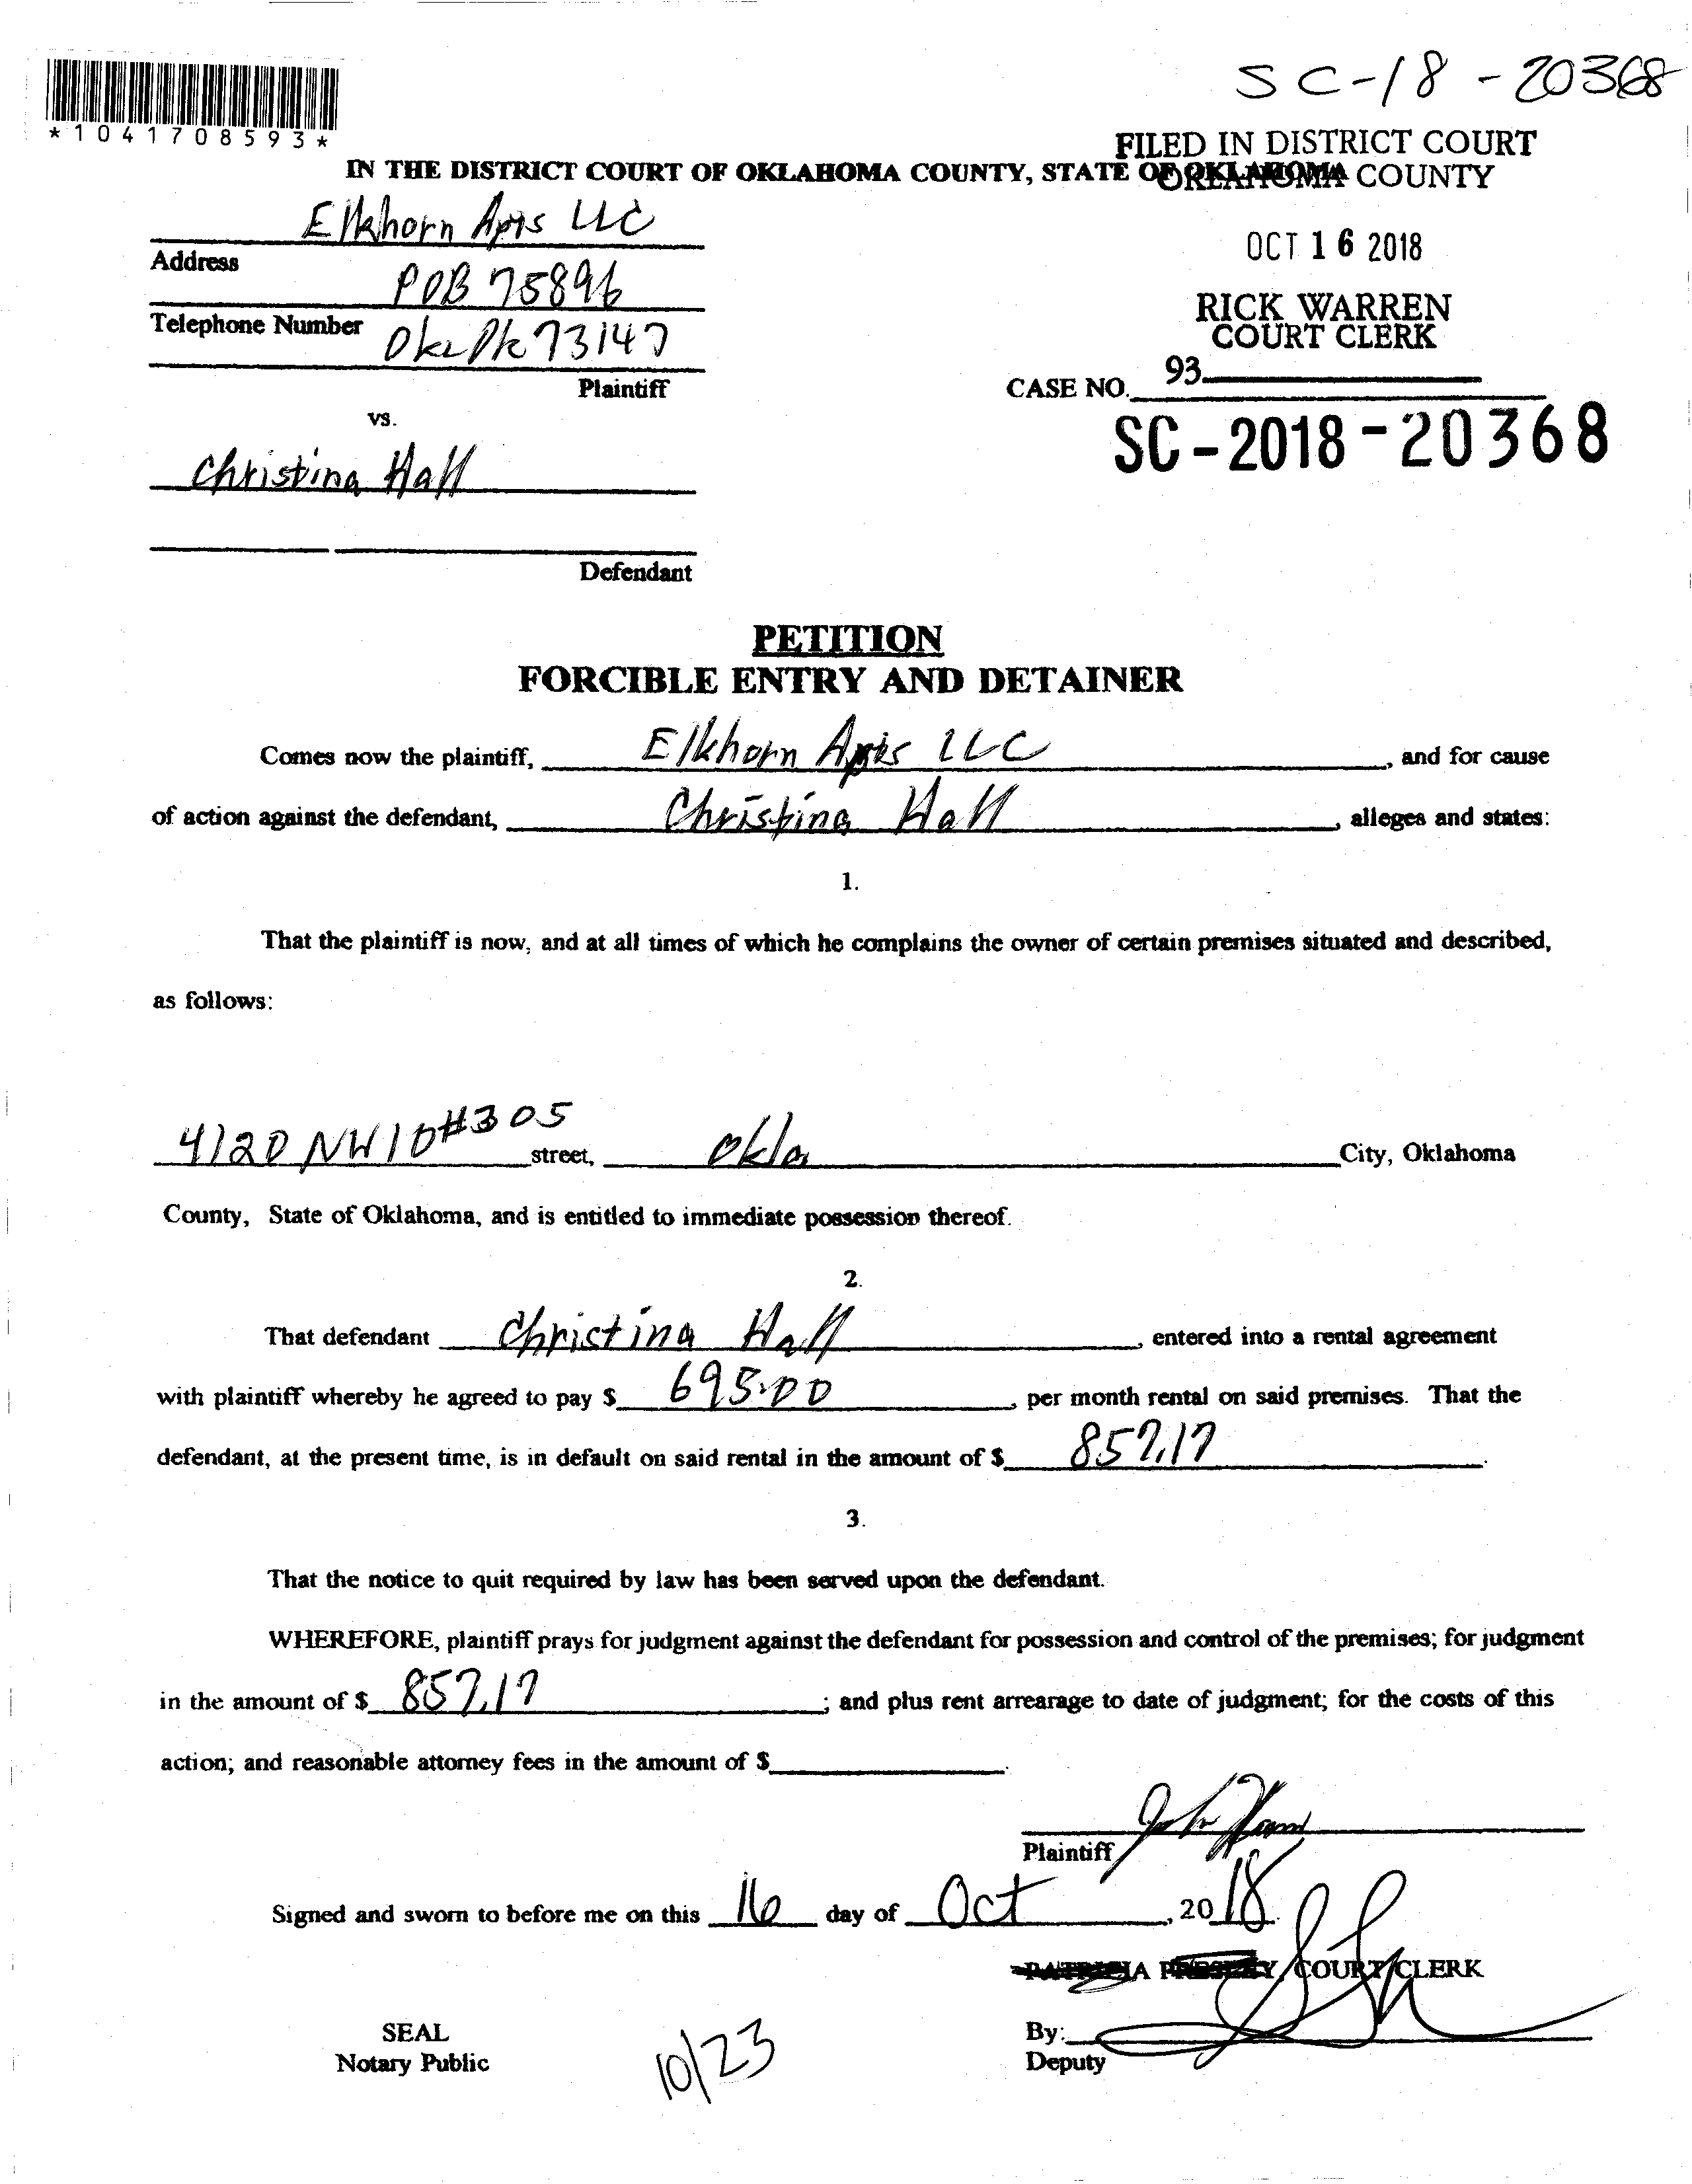 SC-18-20368
*1041708593*
FILED IN DISTRICT COURT
OKLAHOMA COUNTY
IN THE DISTRICT COURT OF OKLAHOMA COUNTY, STATE OF OKLAHOMA
Elkhorn Apts LLC
OCT 16 2018
Address
POB 75896
RICK WARREN
COURT CLERK
Telephone Number
73147
93
Plaintiff
CASE NO.
vs.
SC-2018-20368
Christina Hall
Defendant
PETITION
FORCIBLE ENTRY AND DETAINER
Comes now the plaintiff, Elkhorn Apts LLC, and for cause
of action against the defendant, Christina Hall, alleges and states:
1.
That the plaintiff is now, and at all times of which he complains the owner of certain premises situated and described,
as follows:
4120 NW 10 #305 street, Okla City, Oklahoma
County, State of Oklahoma, and is entitled to immediate possession thereof.
2.
That defendant Christina Hall, entered into a rental agreement
with plaintiff whereby he agreed to pay $ 695.00, per month rental on said premises. That the
defendant, at the present time, is in default on said rental in the amount of $ 857.17.
3.
That the notice to quit required by law has been served upon the defendant.
WHEREFORE, plaintiff prays for judgment against the defendant for possession and control of the premises; for judgment
in the amount of $ 857.17; and plus rent arrearage to date of judgment; for the costs of this
action; and reasonable attorney fees in the amount of $.
Plaintiff
Signed and sworn to before me on this 16 day of Oct, 2018.
COURT CLERK
SEAL
By:
Notary Public
Deputy
10/23